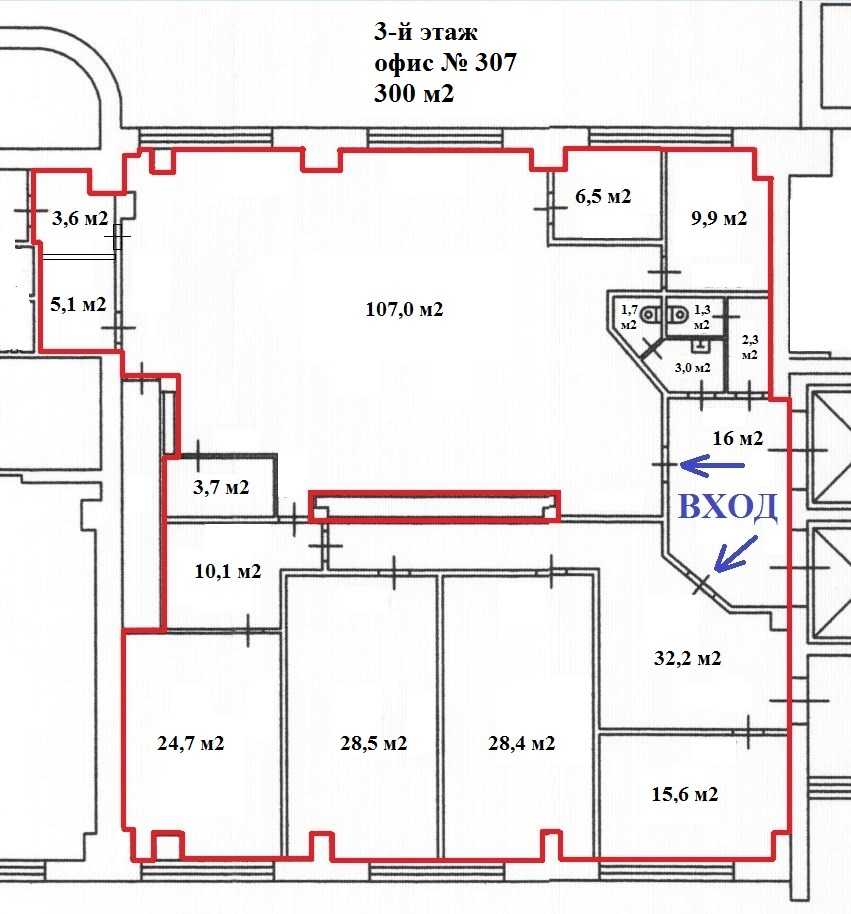 3-й этаж
офис № 307
300 м2
3,6 м2
6,5 м2
9,9 м2
5,1 м2
107,0 м2
1,7
м2
1,3
м2
2,3
м2
3,0 м2
16 м2
3,7 м2
ВХОД
10,1 м2
32,2 м2
24,7 м2
28,5 м2
28,4 м2
15,6 м2